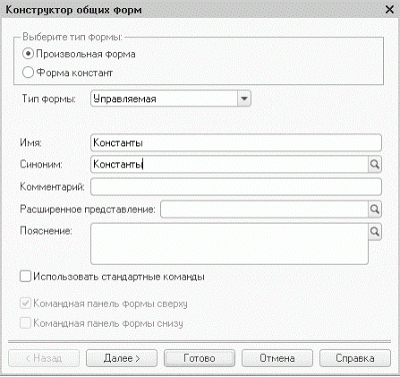 Конструктор общих форм
Выберите тип формы:
Произвольная форма
Форма констант
Тип формы: Управляемая
Имя: Константы
Синоним: Константы
Комментарий:
Расширенное представление:
Пояснение:
Использовать стандартные команды
Командная панель формы сверху
Командная панель формы снизу
< Назад Далее > Готово Отмена Справка